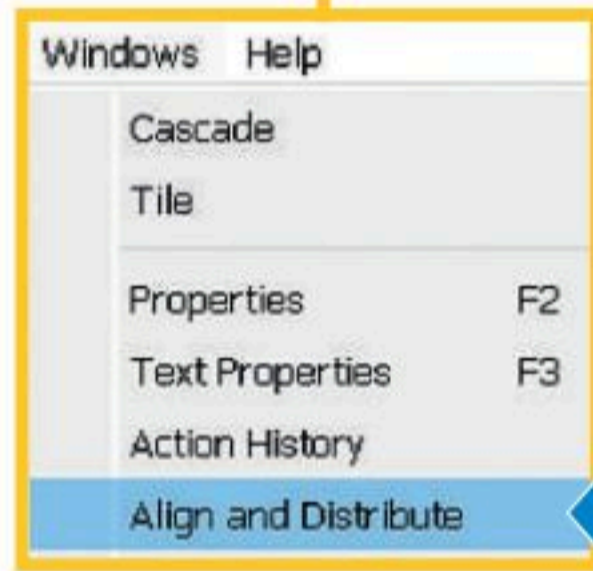 Windows Help
Cascade
Tile
Properties F2
Text Properties F3
Action History
Align and Distribute